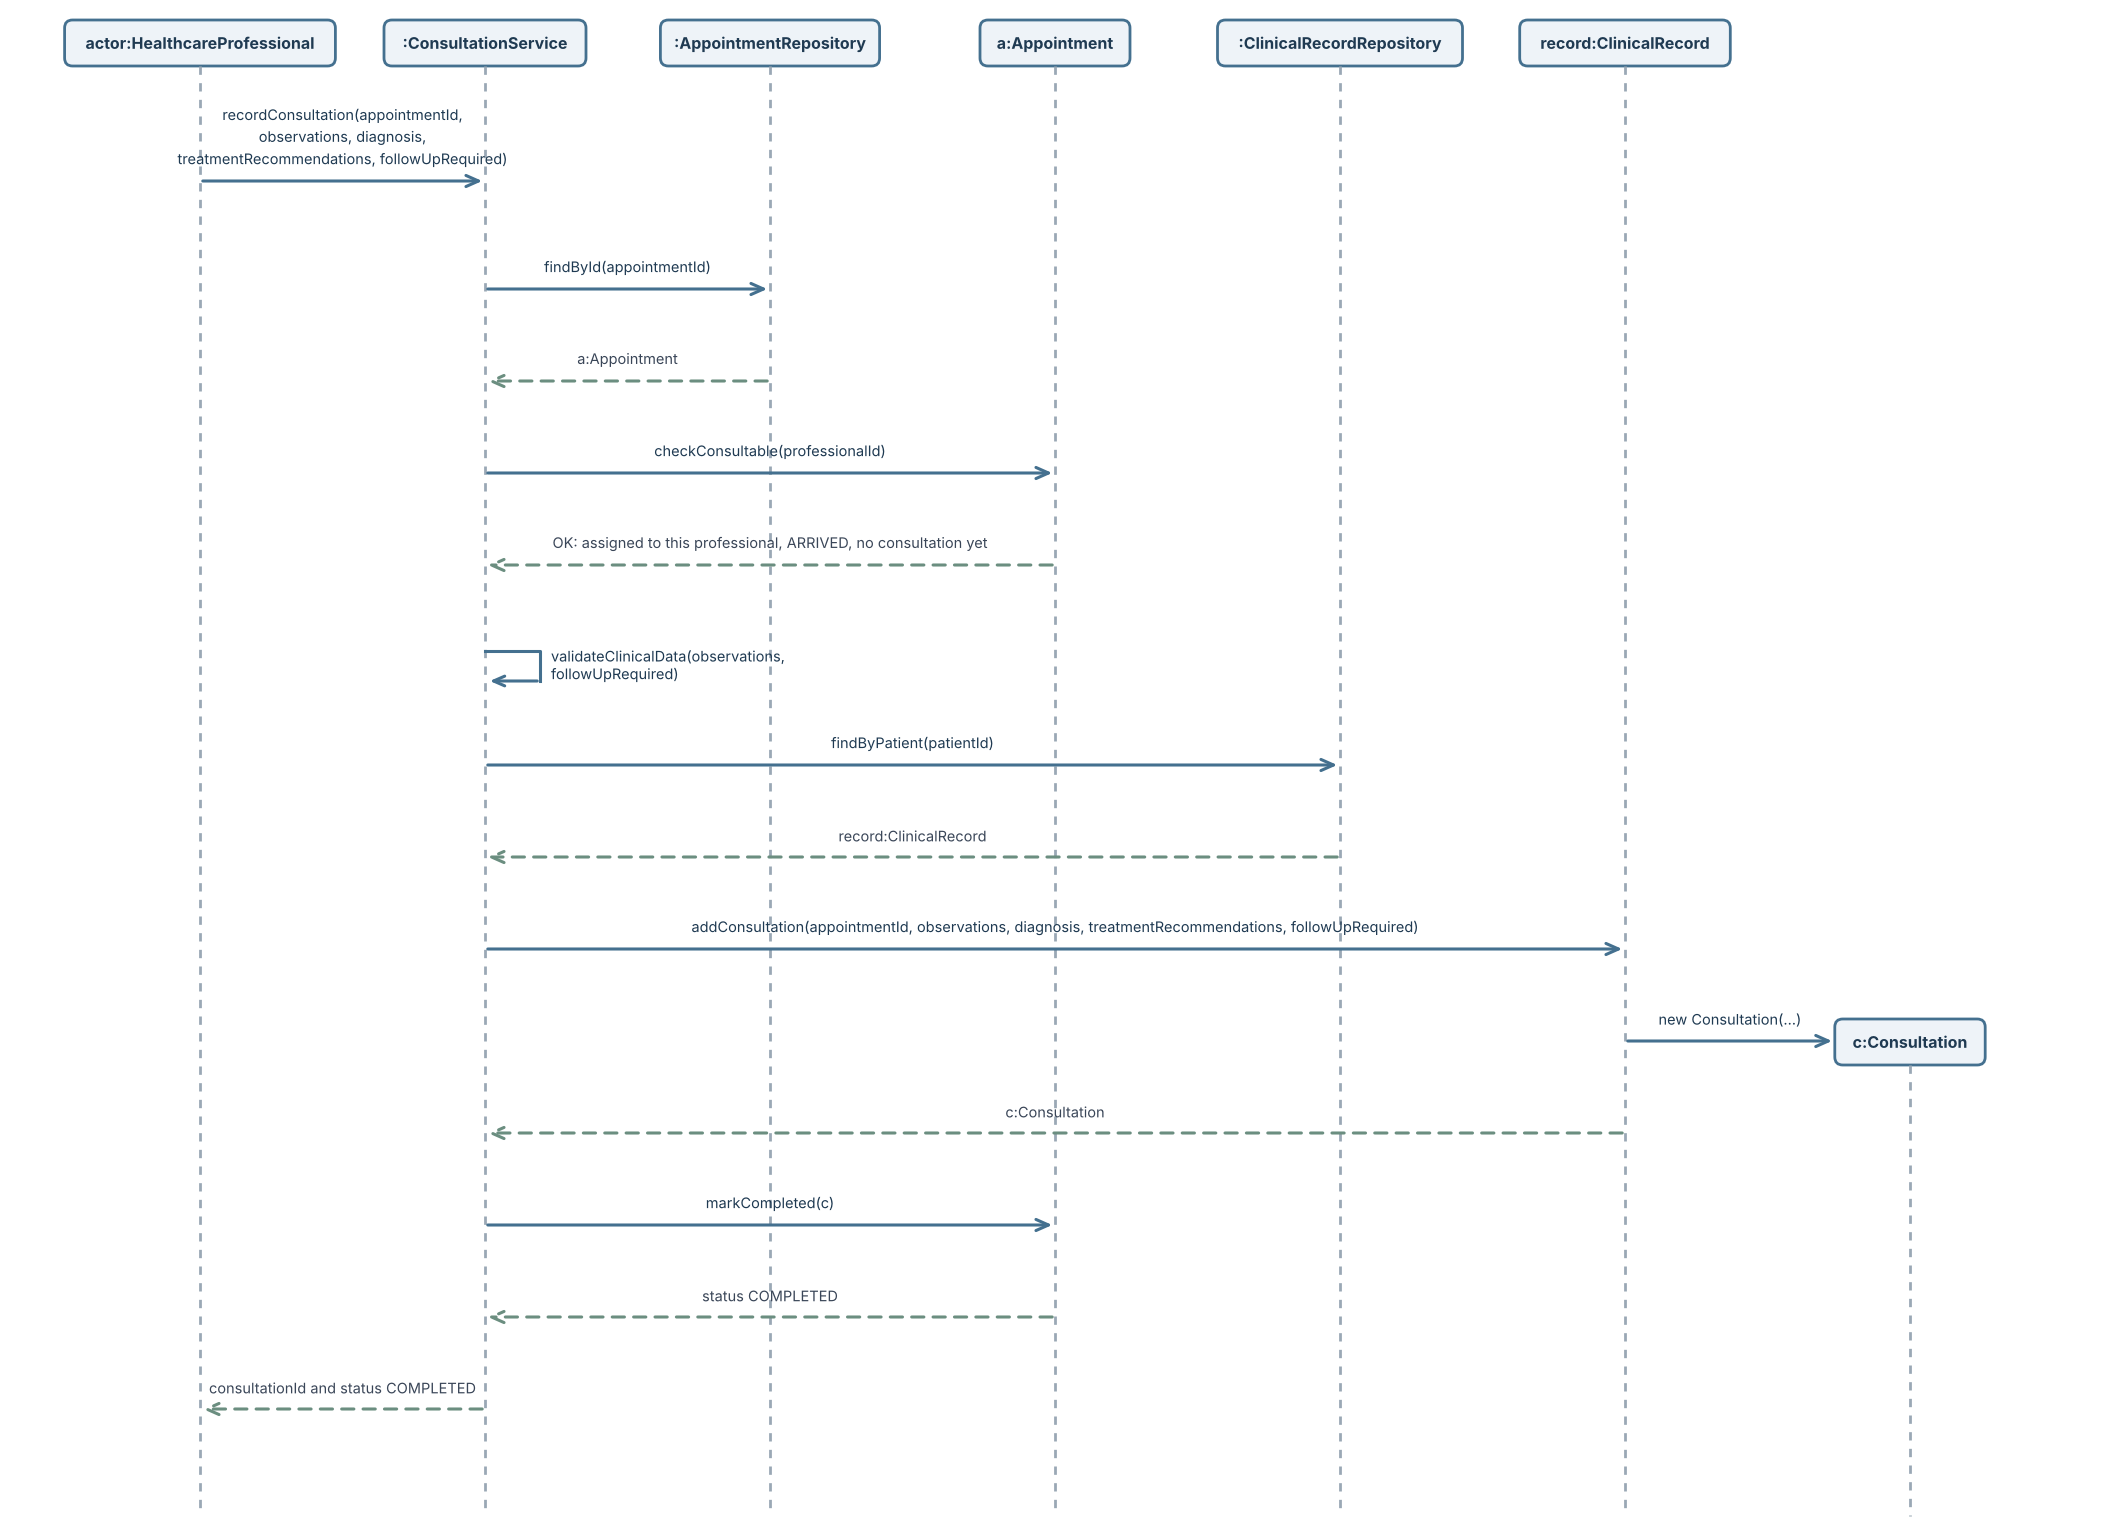 actor:HealthcareProfessional
:ConsultationService
:AppointmentRepository
a:Appointment
:ClinicalRecordRepository
record:ClinicalRecord
recordConsultation(appointmentId,
observations, diagnosis,
treatmentRecommendations, followUpRequired)
findById(appointmentId)
a:Appointment
checkConsultable(professionalId)
OK: assigned to this professional, ARRIVED, no consultation yet
validateClinicalData(observations,
followUpRequired)
findByPatient(patientId)
record:ClinicalRecord
addConsultation(appointmentId, observations, diagnosis, treatmentRecommendations, followUpRequired)
new Consultation(...)
c:Consultation
c:Consultation
markCompleted(c)
status COMPLETED
consultationId and status COMPLETED